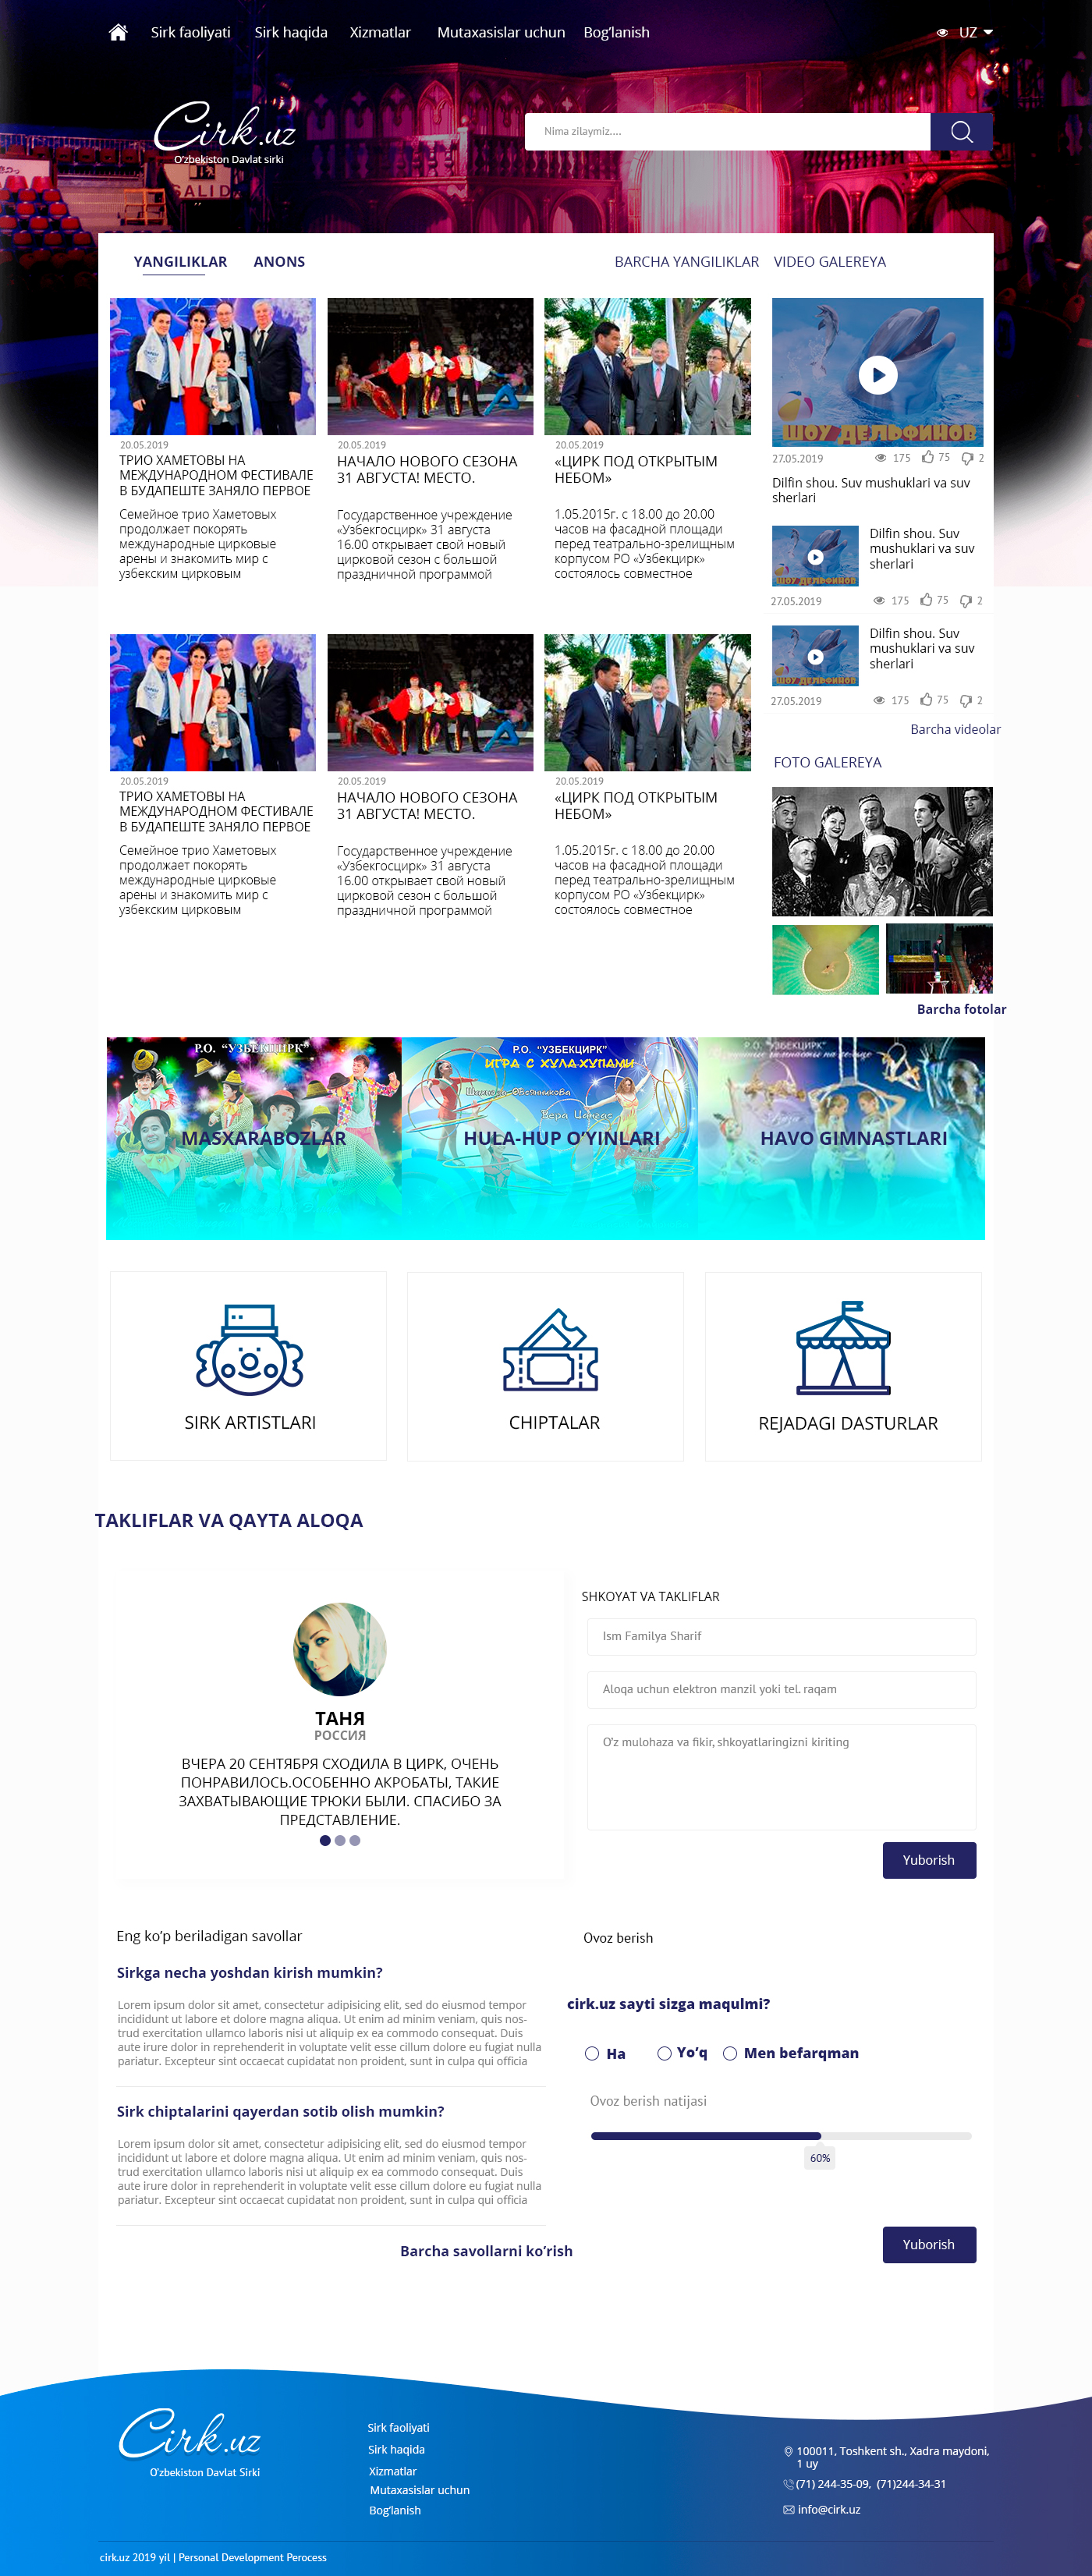 Sirk faoliyati Sirk haqida Xizmatlar Mutaxasislar uchun Bog‘lanish UZ
Cirk.uz
O‘zbekiston Davlat sirki
Nima zilaymiz....
SALID
YANGILIKLAR ANONS BARCHA YANGILIKLAR VIDEO GALEREYA
20.05.2019
ТРИО ХАМЕТОВЫ НА
МЕЖДУНАРОДНОМ ФЕСТИВАЛЕ
В БУДАПЕШТЕ ЗАНЯЛО ПЕРВОЕ
Семейное трио Хаметовых
продолжает покорять
международные цирковые
арены и знакомить мир с
узбекским цирковым
20.05.2019
НАЧАЛО НОВОГО СЕЗОНА
31 АВГУСТА! МЕСТО.
Государственное учреждение
«Узбекгосцирк» 31 августа
16.00 открывает свой новый
цирковой сезон с большой
праздничной программой
20.05.2019
«ЦИРК ПОД ОТКРЫТЫМ
НЕБОМ»
1.05.2015г. с 18.00 до 20.00
часов на фасадной площади
перед театрально-зрелищным
корпусом РО «Узбекцирк»
состоялось совместное
ШОУ ДЕЛЬФИНОВ
27.05.2019 175 75 2
Dilfin shou. Suv mushuklari va suv
sherlari
ШОУ ДЕЛЬФИНОВ
Dilfin shou. Suv
mushuklari va suv
sherlari
27.05.2019 175 75 2
ШОУ ДЕЛЬФИНОВ
Dilfin shou. Suv
mushuklari va suv
sherlari
27.05.2019 175 75 2
Barcha videolar
20.05.2019
ТРИО ХАМЕТОВЫ НА
МЕЖДУНАРОДНОМ ФЕСТИВАЛЕ
В БУДАПЕШТЕ ЗАНЯЛО ПЕРВОЕ
Семейное трио Хаметовых
продолжает покорять
международные цирковые
арены и знакомить мир с
узбекским цирковым
20.05.2019
НАЧАЛО НОВОГО СЕЗОНА
31 АВГУСТА! МЕСТО.
Государственное учреждение
«Узбекгосцирк» 31 августа
16.00 открывает свой новый
цирковой сезон с большой
праздничной программой
20.05.2019
«ЦИРК ПОД ОТКРЫТЫМ
НЕБОМ»
1.05.2015г. с 18.00 до 20.00
часов на фасадной площади
перед театрально-зрелищным
корпусом РО «Узбекцирк»
состоялось совместное
FOTO GALEREYA
Barcha fotolar
Р.О. “УЗБЕКЦИРК”
MASXARABOZLAR
Р.О. “УЗБЕКЦИРК”
ИГРА С ХУЛА-ХУПАМИ
HULA-HUP O‘YINLARI
Р.О. “УЗБЕКЦИРК”
HAVO GIMNASTLARI
SIRK ARTISTLARI
CHIPTALAR
REJADAGI DASTURLAR
TAKLIFLAR VA QAYTA ALOQA
ТАНЯ
РОССИЯ
ВЧЕРА 20 СЕНТЯБРЯ СХОДИЛА В ЦИРК, ОЧЕНЬ
ПОНРАВИЛОСЬ.ОСОБЕННО АКРОБАТЫ, ТАКИЕ
ЗАХВАТЫВАЮЩИЕ ТРЮКИ БЫЛИ. СПАСИБО ЗА
ПРЕДСТАВЛЕНИЕ.
SHKOYAT VA TAKLIFLAR
Ism Familya Sharif
Aloqa uchun elektron manzil yoki tel. raqam
O‘z mulohaza va fikir, shkoyatlaringizni kiriting
Yuborish
Eng ko‘p beriladigan savollar
Sirkga necha yoshdan kirish mumkin?
Lorem ipsum dolor sit amet, consectetur adipisicing elit, sed do eiusmod tempor
incididunt ut labore et dolore magna aliqua. Ut enim ad minim veniam, quis nos-
trud exercitation ullamco laboris nisi ut aliquip ex ea commodo consequat. Duis
aute irure dolor in reprehenderit in voluptate velit esse cillum dolore eu fugiat nulla
pariatur. Excepteur sint occaecat cupidatat non proident, sunt in culpa qui officia
Sirk chiptalarini qayerdan sotib olish mumkin?
Lorem ipsum dolor sit amet, consectetur adipisicing elit, sed do eiusmod tempor
incididunt ut labore et dolore magna aliqua. Ut enim ad minim veniam, quis nos-
trud exercitation ullamco laboris nisi ut aliquip ex ea commodo consequat. Duis
aute irure dolor in reprehenderit in voluptate velit esse cillum dolore eu fugiat nulla
pariatur. Excepteur sint occaecat cupidatat non proident, sunt in culpa qui officia
Barcha savollarni ko‘rish
Ovoz berish
cirk.uz sayti sizga maqulmi?
Ha Yo‘q Men befarqman
Ovoz berish natijasi
60%
Yuborish
Cirk.uz
O‘zbekiston Davlat Sirki
Sirk faoliyati
Sirk haqida
Xizmatlar
Mutaxasislar uchun
Bog‘lanish
100011, Toshkent sh., Xadra maydoni,
1 uy
(71) 244-35-09, (71)244-34-31
info@cirk.uz
cirk.uz 2019 yil | Personal Development Perocess